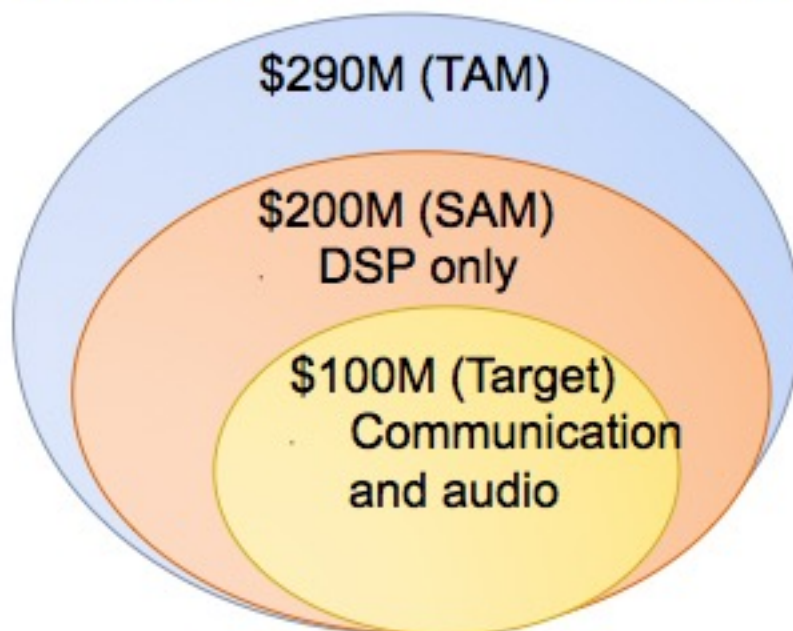 $290M (TAM)
$200M (SAM)
DSP only
$100M (Target)
Communication
and audio